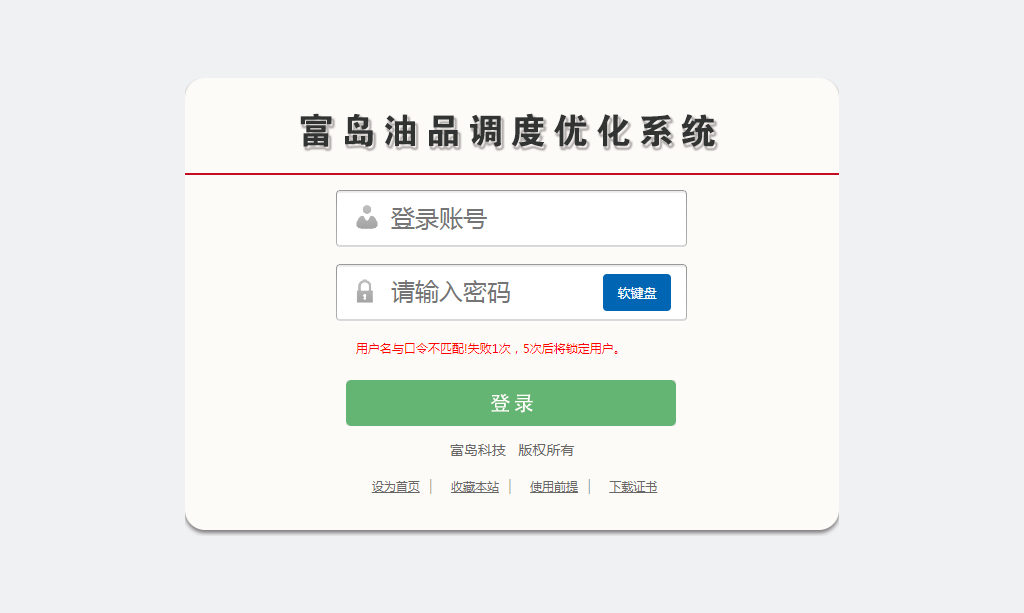 富岛油品调度优化系统
登录账号
请输入密码 软键盘
用户名与口令不匹配!失败1次，5次后将锁定用户。
登录
富岛科技 版权所有
设为首页 | 收藏本站 | 使用前提 | 下载证书